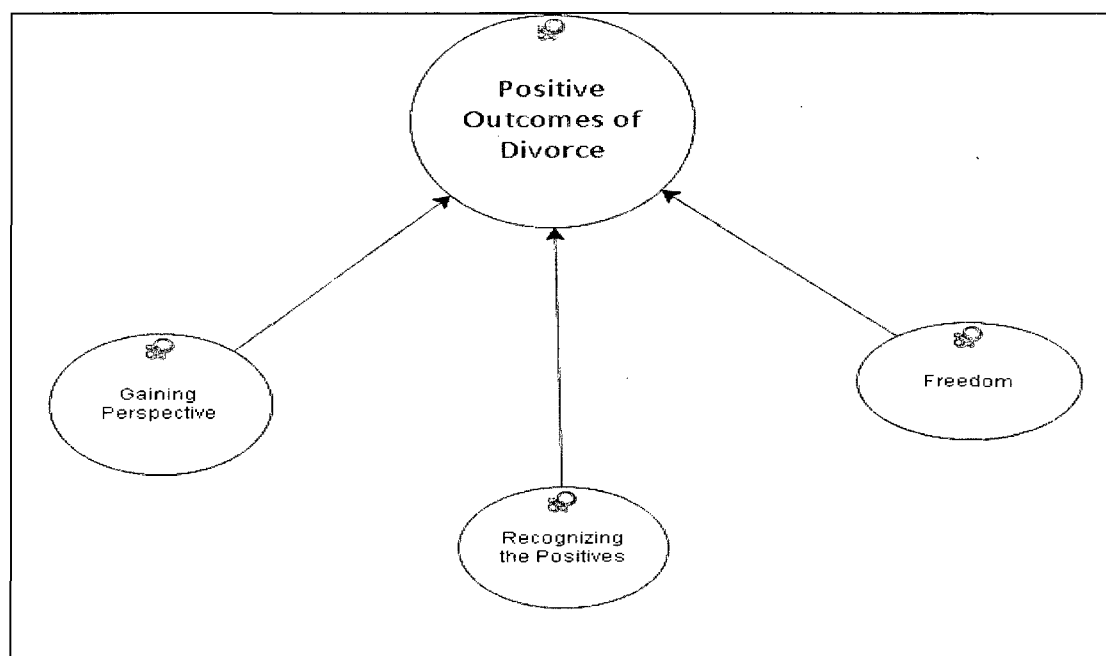 Positive
Outcomes of
Divorce
Gaining
Perspective
Freedom
Recognizing
the Positives